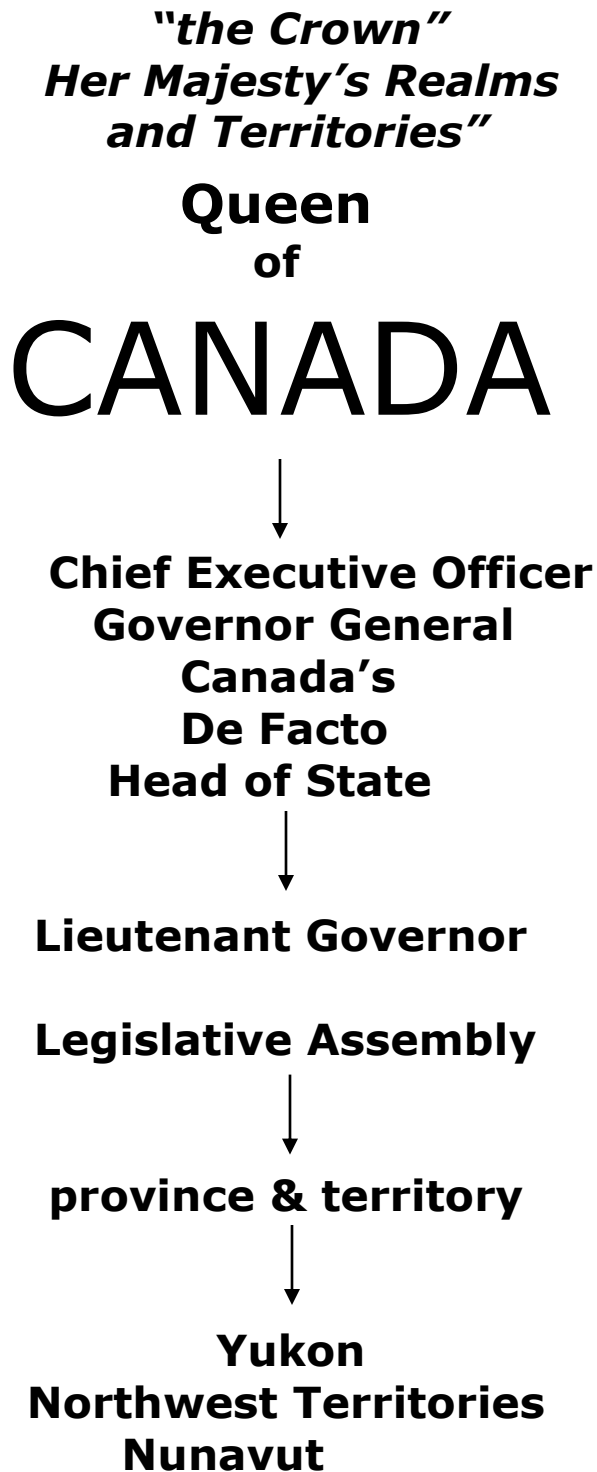 “the Crown”
Her Majesty’s Realms
and Territories”
Queen
of
CANADA
Chief Executive Officer
Governor General
Canada’s
De Facto
Head of State
Lieutenant Governor
Legislative Assembly
province & territory
Yukon
Northwest Territories
Nunavut